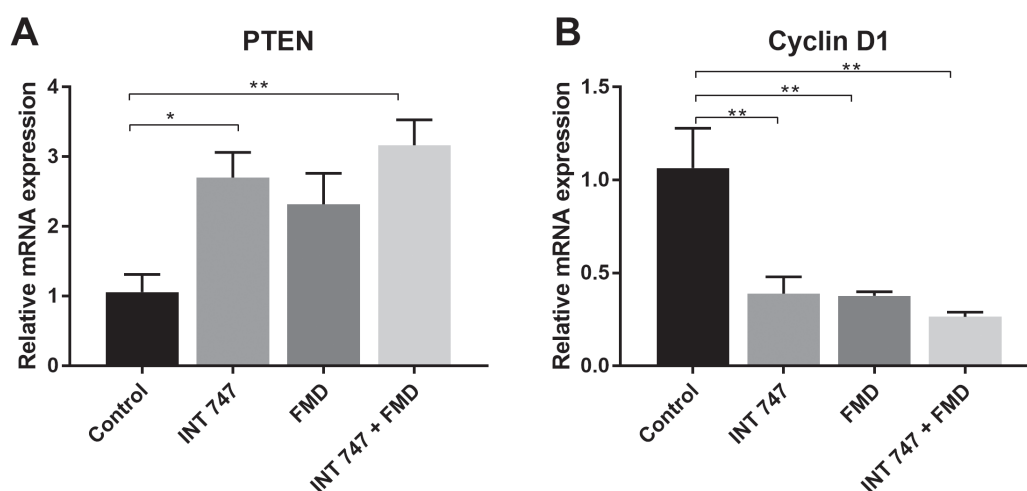 A
PTEN
Relative mRNA expression
4
3
2
1
0
**
*
Control
INT 747
FMD
INT 747 + FMD
B
Cyclin D1
Relative mRNA expression
1.5
1.0
0.5
0.0
**
**
**
Control
INT 747
FMD
INT 747 + FMD